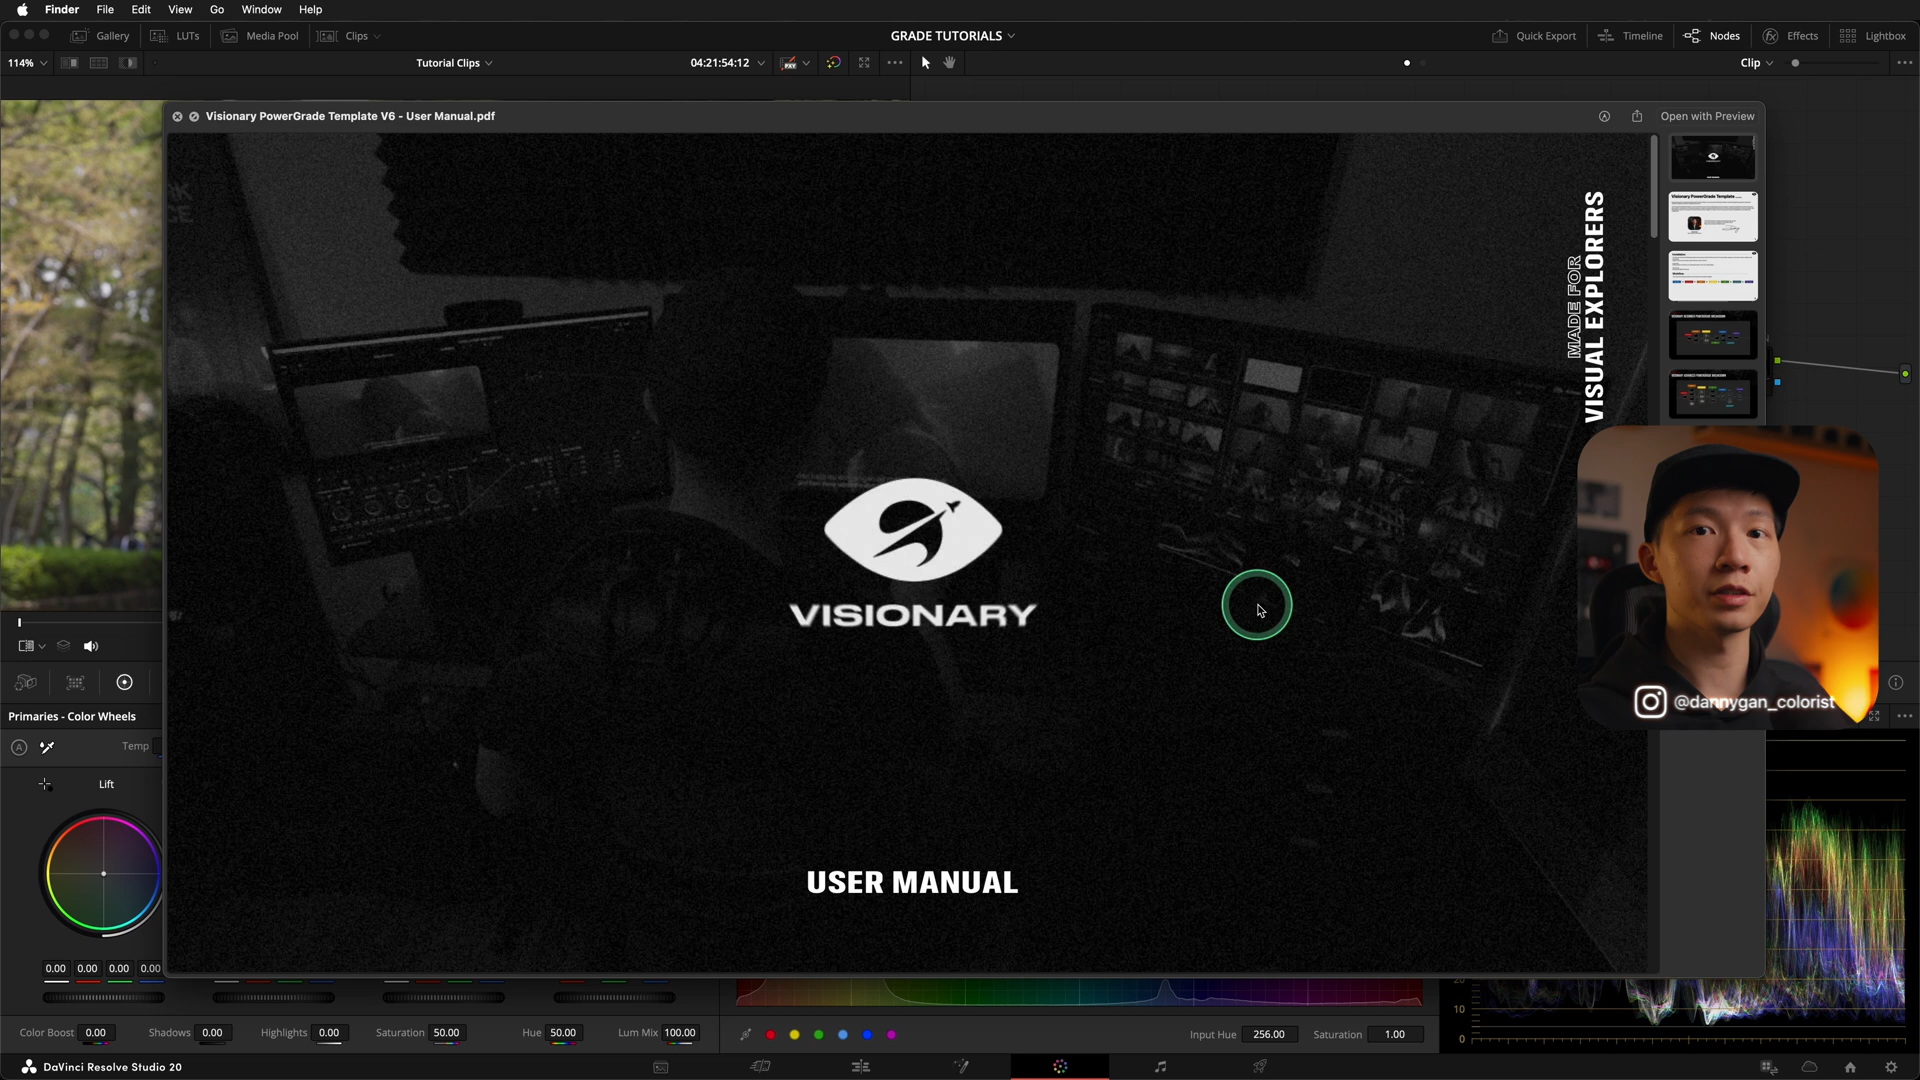 Finder File Edit View Go Window Help
Gallery LUTs Media Pool Clips GRADE TUTORIALS Quick Export Timeline Nodes Effects Lightbox
114% Tutorial Clips 04:21:54:12 Clip
Visionary PowerGrade Template V6 - User Manual.pdf Open with Preview
MADE FOR
VISUAL EXPLORERS
VISIONARY
USER MANUAL
@dannygan_colorist
Primaries - Color Wheels
Temp
Lift
0.00 0.00 0.00 0.00
Color Boost 0.00 Shadows 0.00 Highlights 0.00 Saturation 50.00 Hue 50.00 Lum Mix 100.00
Input Hue 256.00 Saturation 1.00
10
0
DaVinci Resolve Studio 20